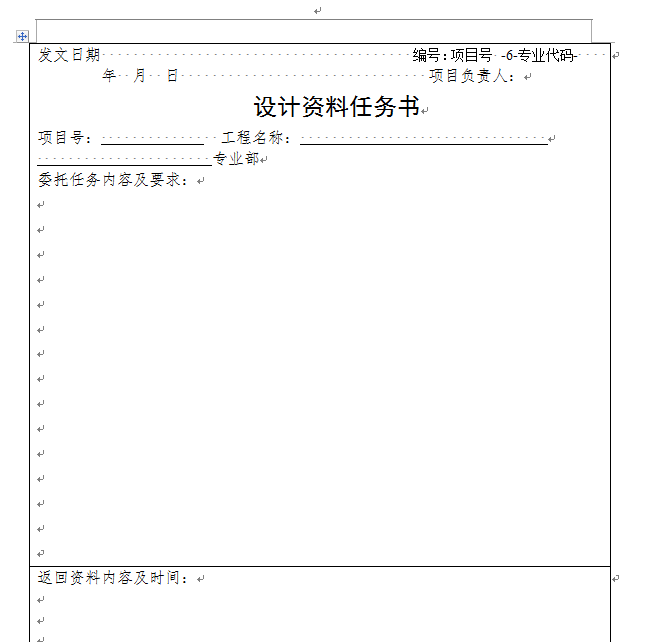 发文日期 编号:项目号 -6-专业代码-
年 月 日 项目负责人:
设计资料任务书
项目号: 工程名称:
专业部
委托任务内容及要求:
返回资料内容及时间: